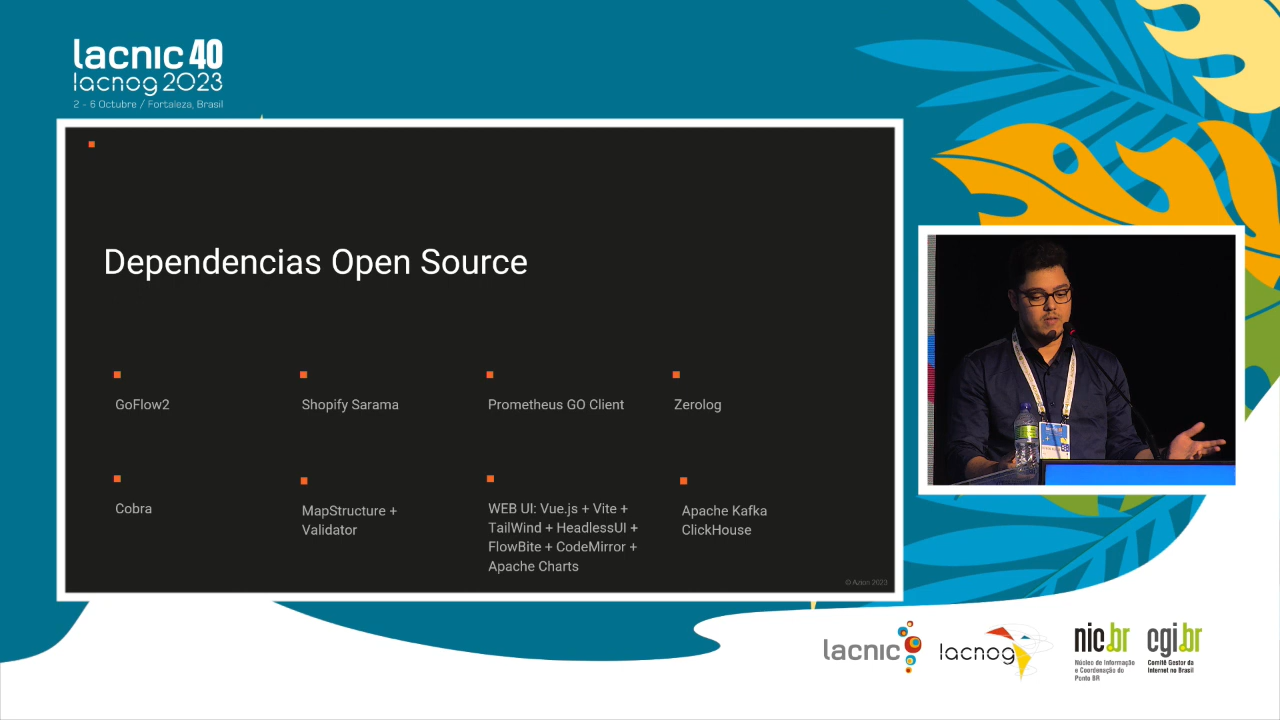 lacnic 40
lacnog 2023
2 - 6 Octubre / Fortaleza, Brasil
Dependencias Open Source
GoFlow2
Shopify Sarama
Prometheus GO Client
Zerolog
Cobra
MapStructure +
Validator
WEB UI: Vue.js + Vite +
TailWind + HeadlessUI +
FlowBite + CodeMirror +
Apache Charts
Apache Kafka
ClickHouse
© Azion 2023
lacnic
lacnog
nic.br
Núcleo de Informação
e Coordenação do
Ponto BR
cgi.br
Comitê Gestor da
Internet no Brasil